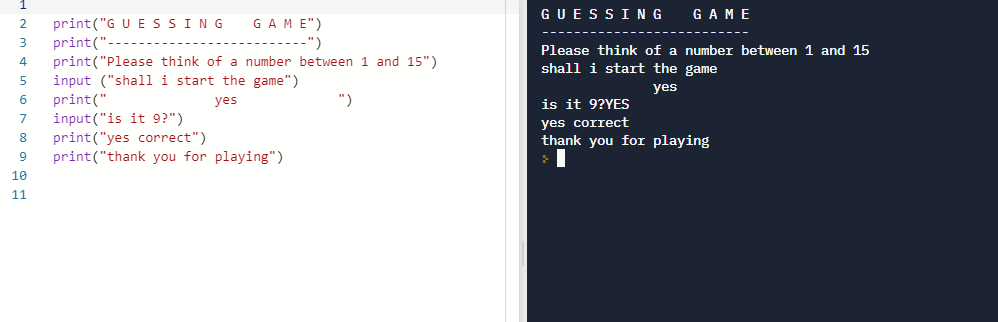 1
2 print("G U E S S I N G    G A M E")
3 print("-------------------------")
4 print("Please think of a number between 1 and 15")
5 input ("shall i start the game")
6 print("              yes             ")
7 input("is it 9?")
8 print("yes correct")
9 print("thank you for playing")
10
11
G U E S S I N G    G A M E
--------------------------
Please think of a number between 1 and 15
shall i start the game
              yes
is it 9?YES
yes correct
thank you for playing